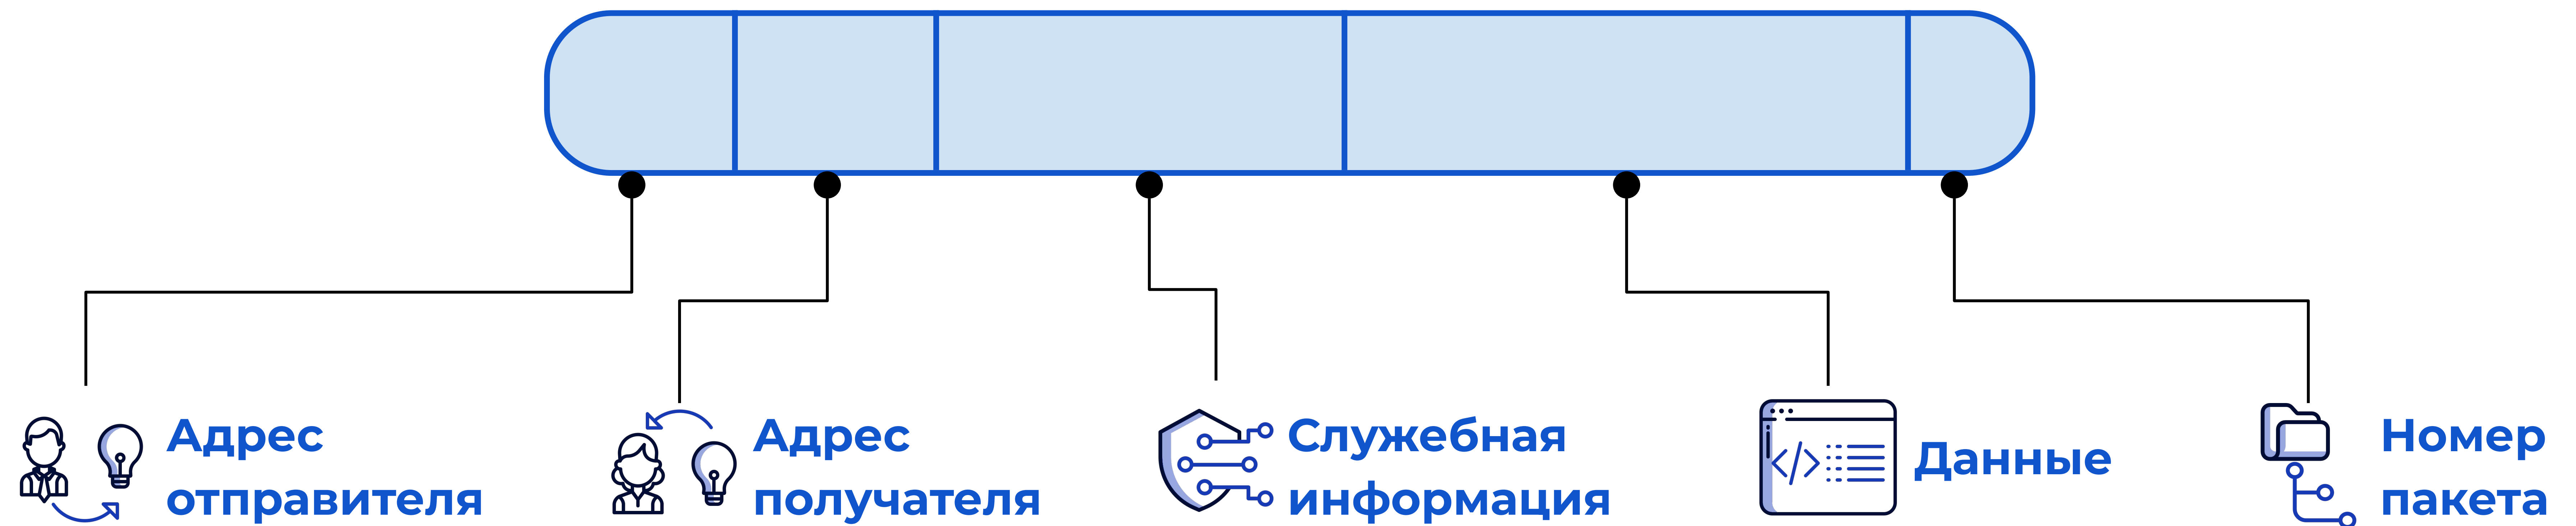 Адрес
отправителя
Адрес
получателя
Служебная
информация
Данные
Номер
пакета